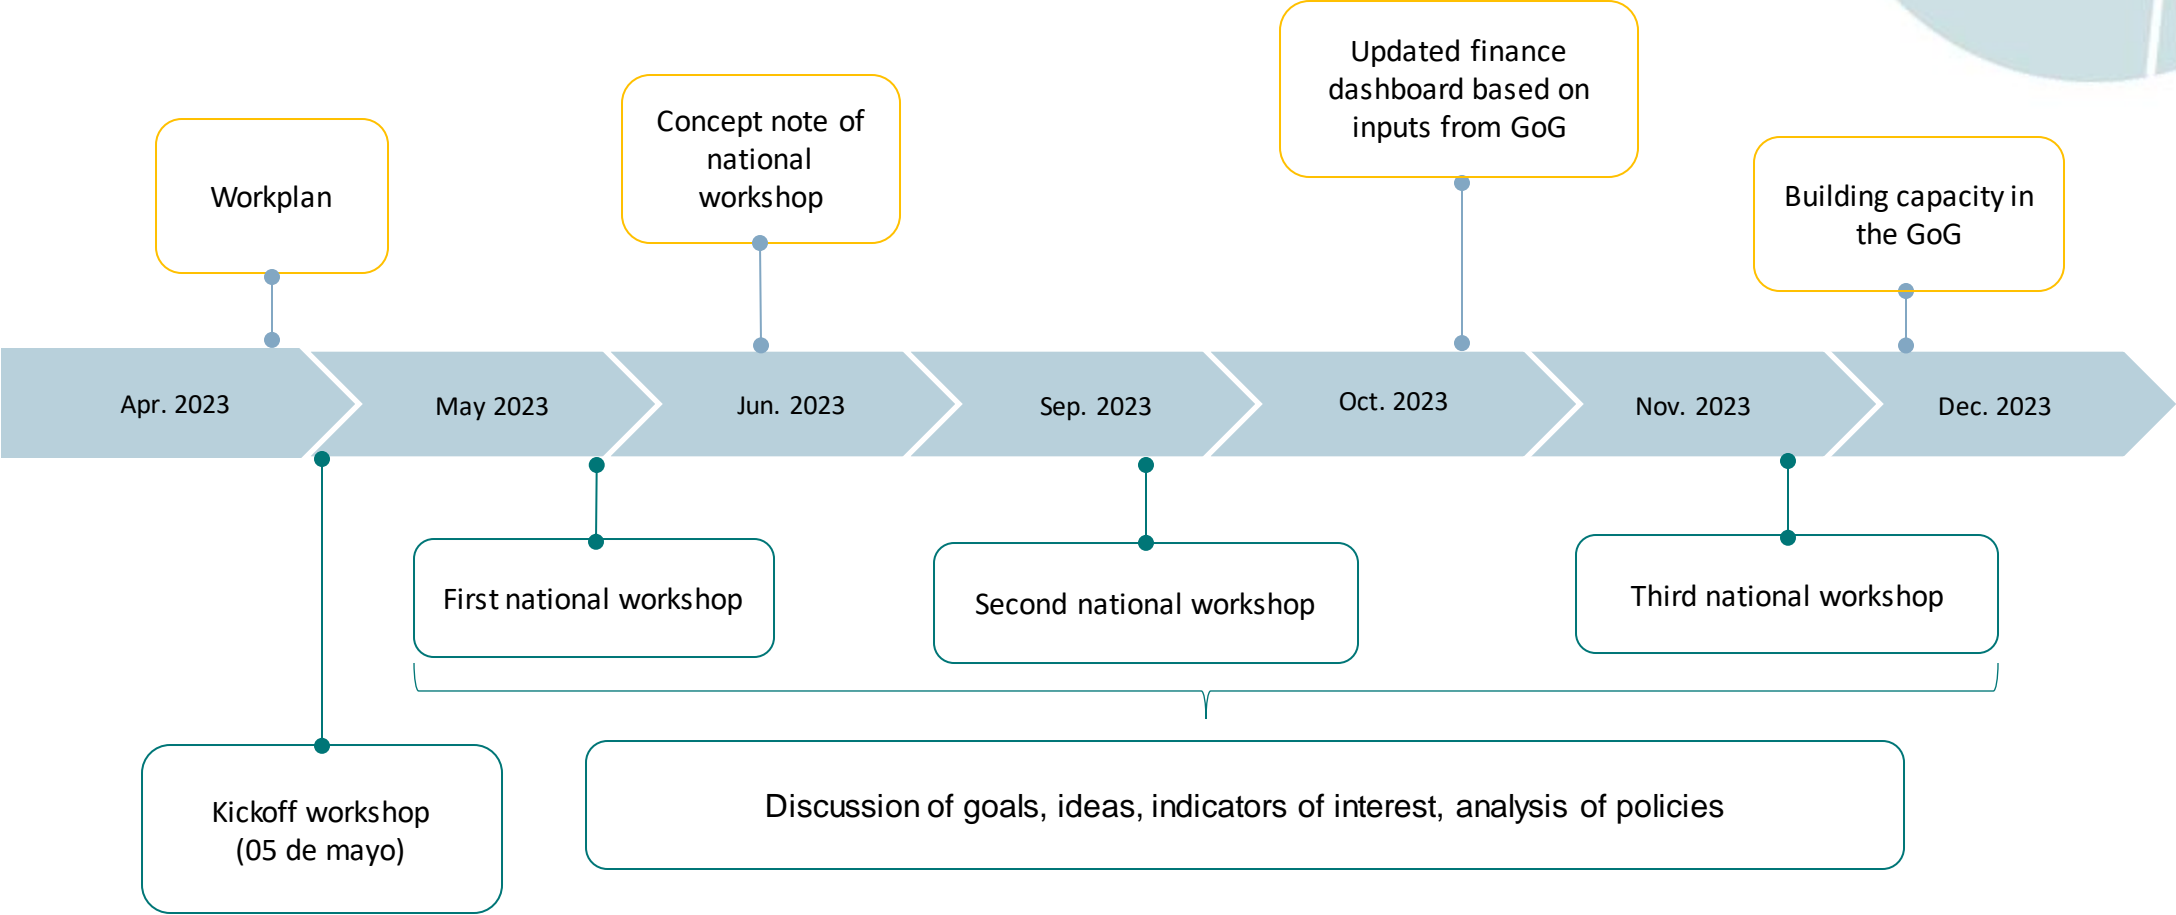 Updated finance
dashboard based on
inputs from GoG
Concept note of
national
workshop
Workplan
Building capacity in
the GoG
Apr. 2023
May 2023
Jun. 2023
Sep. 2023
Oct. 2023
Nov. 2023
Dec. 2023
First national workshop
Second national workshop
Third national workshop
Kickoff workshop
(05 de mayo)
Discussion of goals, ideas, indicators of interest, analysis of policies